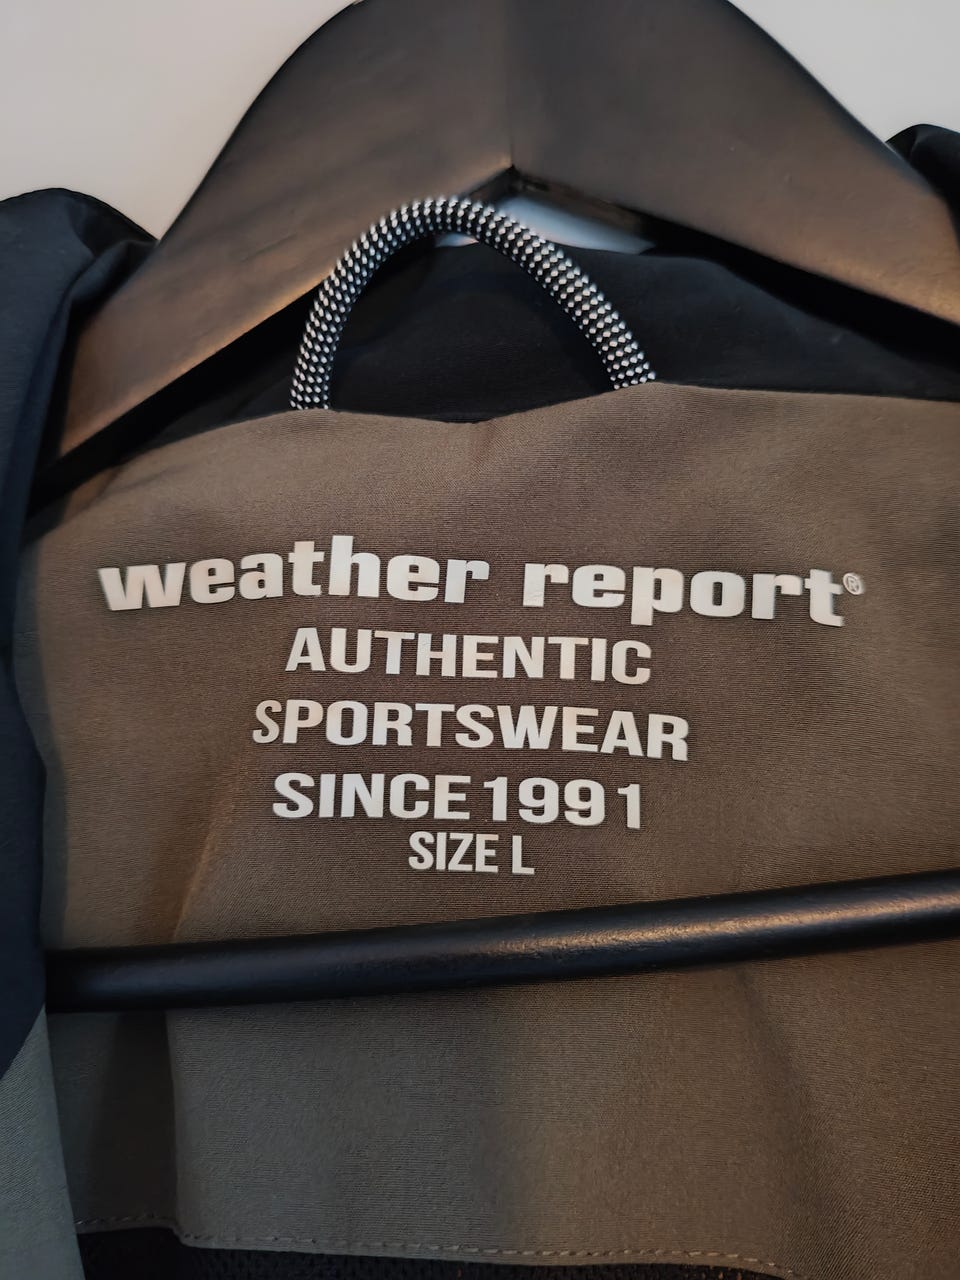 weather report®
AUTHENTIC
SPORTSWEAR
SINCE 1991
SIZE L